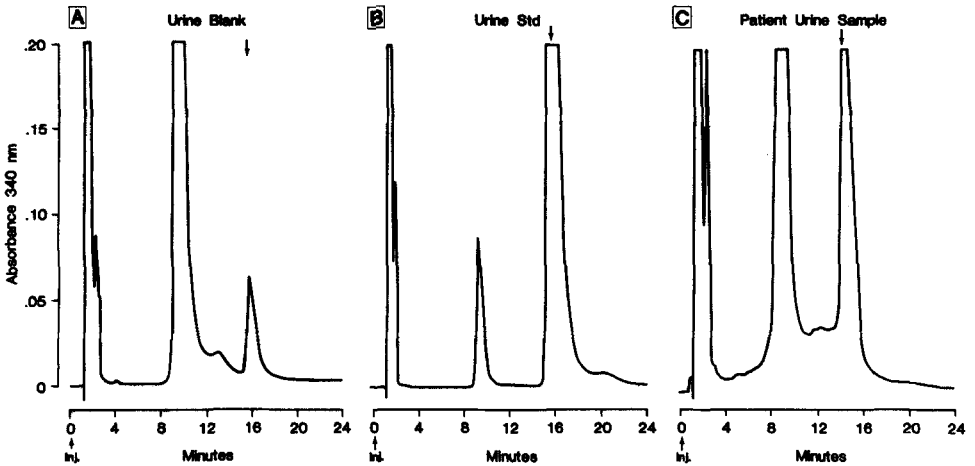 A
Urine Blank
B
Urine Std
C
Patient Urine Sample
.20
.15
.10
.05
0
Absorbance 340 nm
0 4 8 12 16 20 24
Inj.
Minutes
0 4 8 12 16 20 24
Inj.
Minutes
0 4 8 12 16 20 24
Inj.
Minutes